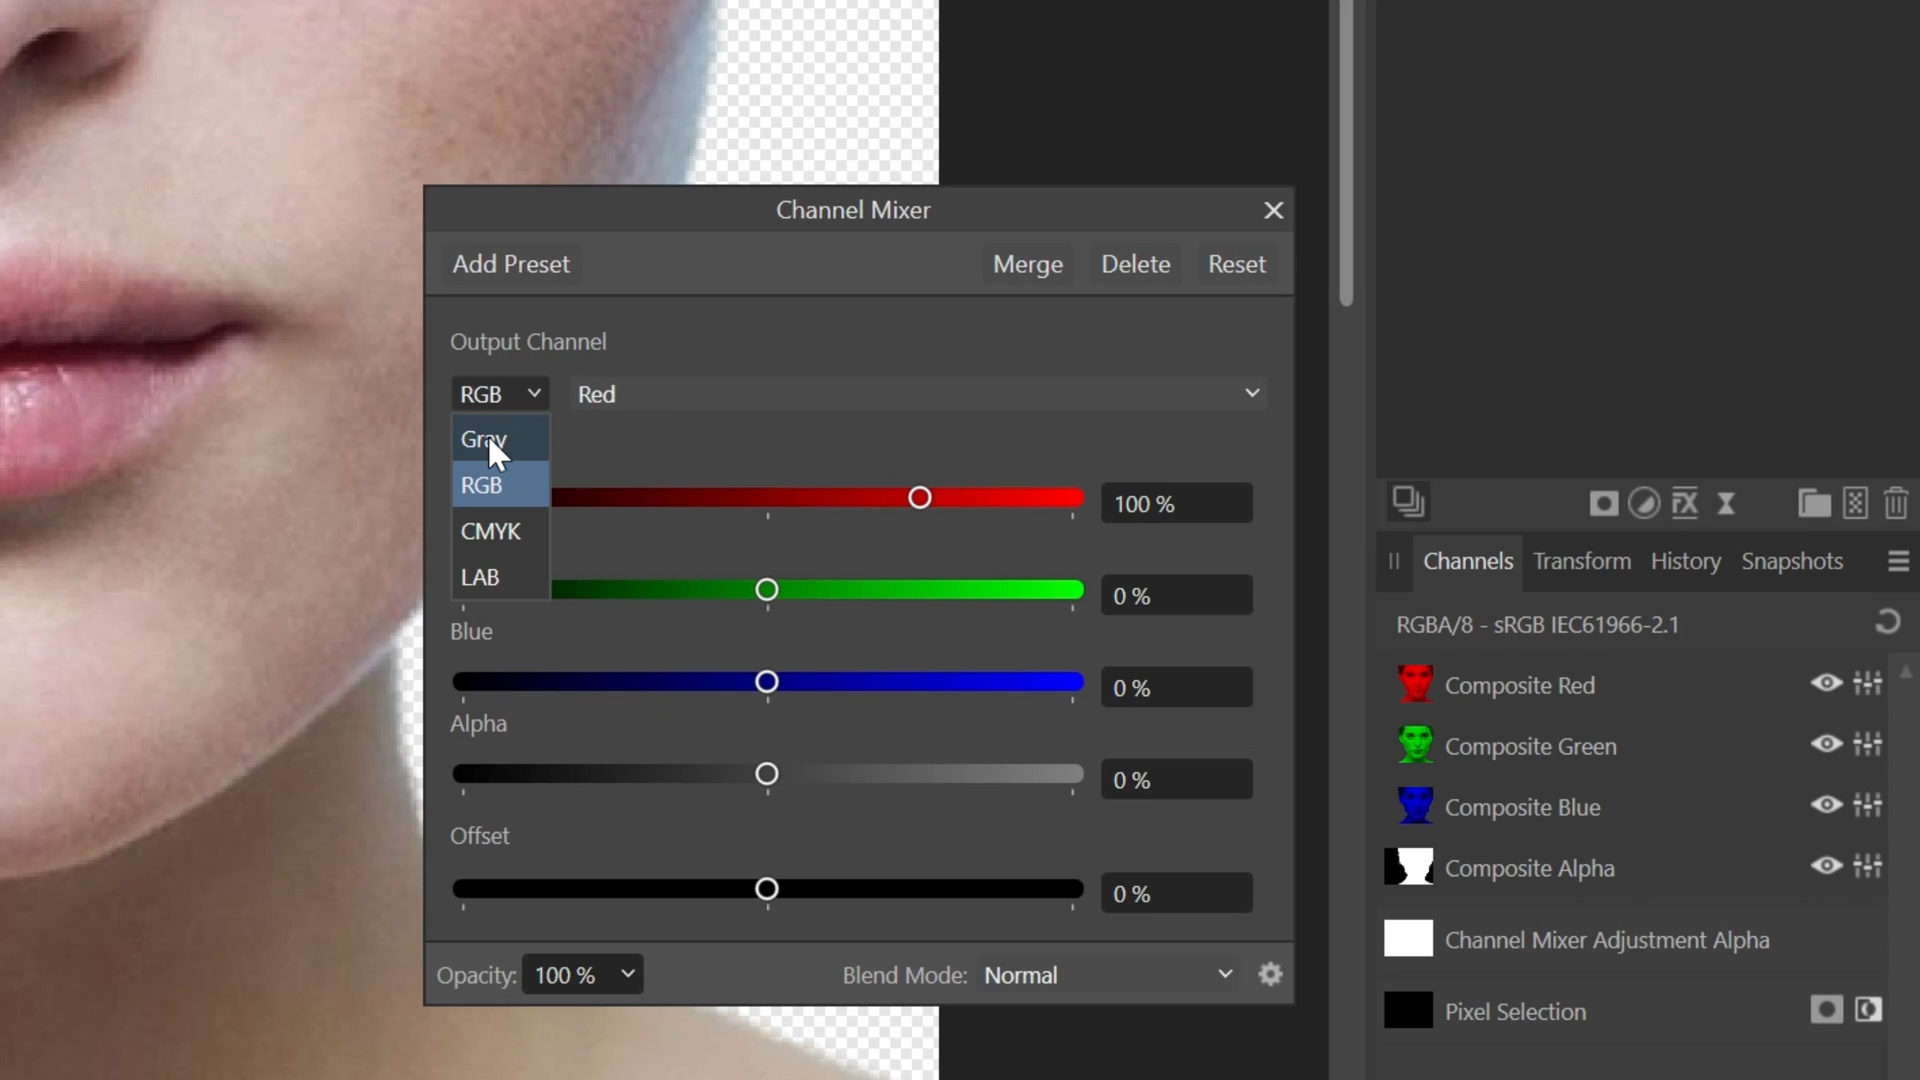 Channel Mixer
Add Preset
Merge
Delete
Reset
Output Channel
RGB
Red
Gray
RGB
CMYK
LAB
100 %
0 %
Blue
0 %
Alpha
0 %
Offset
0 %
Opacity: 100 %
Blend Mode: Normal
FX
Channels
Transform
History
Snapshots
RGBA/8 - sRGB IEC61966-2.1
Composite Red
Composite Green
Composite Blue
Composite Alpha
Channel Mixer Adjustment Alpha
Pixel Selection